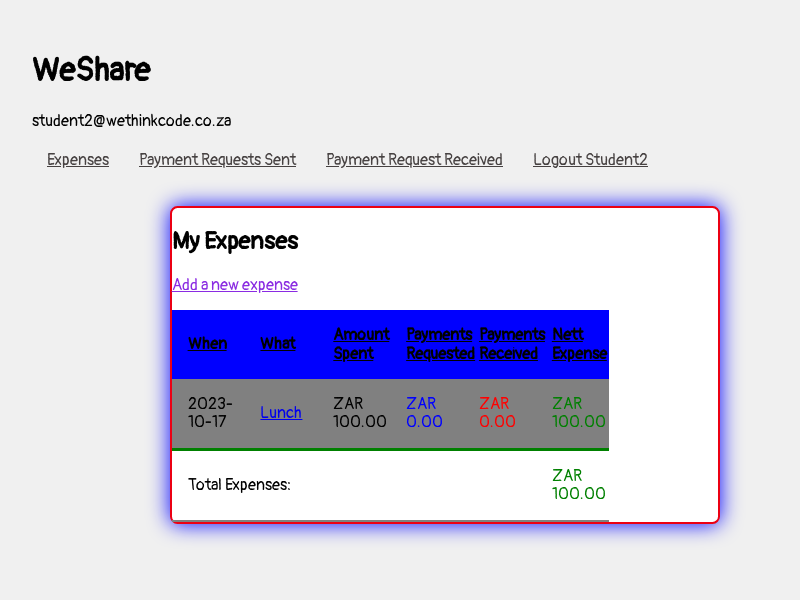 WeShare
student2@wethinkcode.co.za
Expenses Payment Requests Sent Payment Request Received Logout Student2
My Expenses
Add a new expense
When What Amount Spent Payments Requested Payments Received Nett Expense
2023-10-17 Lunch ZAR 100.00 ZAR 0.00 ZAR 0.00 ZAR 100.00
Total Expenses: ZAR 100.00